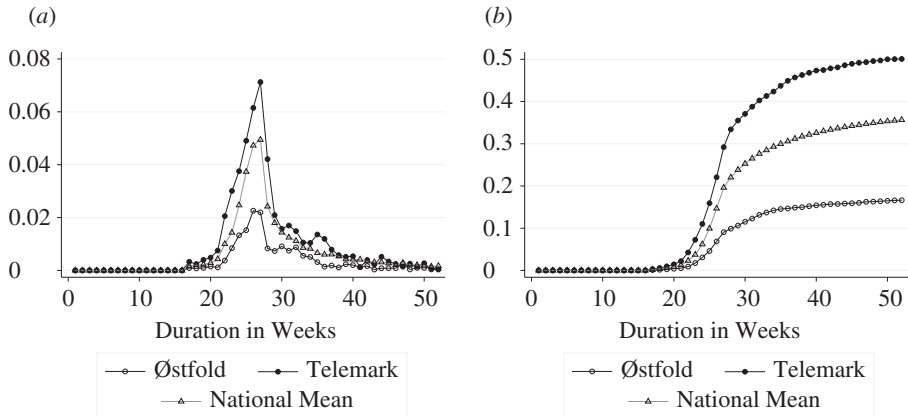 (a)
0.08
0.06
0.04
0.02
0
0 10 20 30 40 50
Duration in Weeks
Østfold Telemark
National Mean
(b)
0.5
0.4
0.3
0.2
0.1
0
0 10 20 30 40 50
Duration in Weeks
Østfold Telemark
National Mean